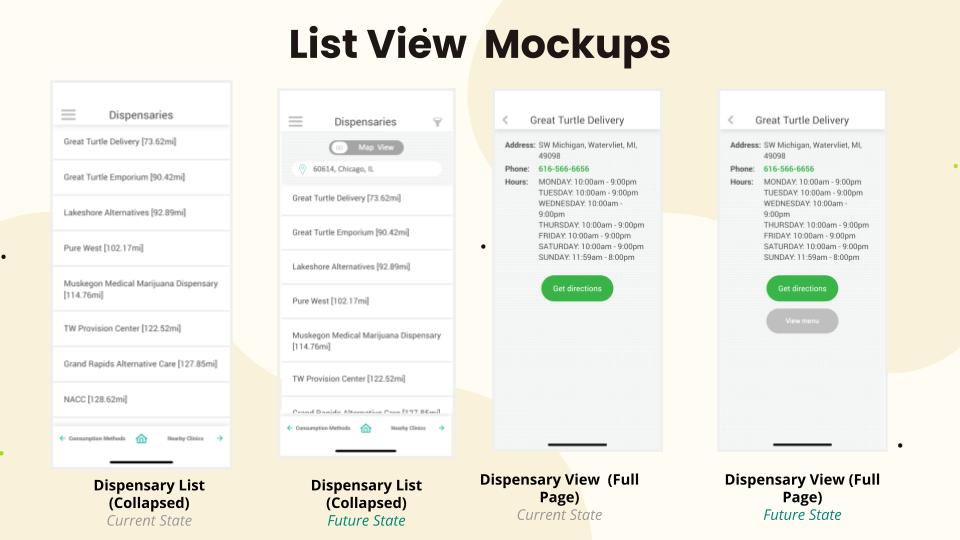 List View Mockups
Dispensaries
Great Turtle Delivery [73.62mi]
Great Turtle Emporium [90.42mi]
Lakeshore Alternatives [92.89mi]
Pure West [102.17mi]
Muskegon Medical Marijuana Dispensary
[114.76mi]
TW Provision Center [122.52mi]
Grand Rapids Alternative Care [127.85mi]
NACC [128.62mi]
Consumption Methods
Nearby Clinics
Dispensary List
(Collapsed)
Current State
Dispensaries
Map View
60614, Chicago, IL
Great Turtle Delivery [73.62mi]
Great Turtle Emporium [90.42mi]
Lakeshore Alternatives [92.89mi]
Pure West [102.17mi]
Muskegon Medical Marijuana Dispensary
[114.76mi]
TW Provision Center [122.52mi]
Grand Rapids Alternative Care [127.85mi]
Consumption Methods
Nearby Clinics
Dispensary List
(Collapsed)
Future State
Great Turtle Delivery
Address: SW Michigan, Watervliet, MI,
49098
Phone: 616-566-6656
Hours: MONDAY: 10:00am - 9:00pm
TUESDAY: 10:00am - 9:00pm
WEDNESDAY: 10:00am -
9:00pm
THURSDAY: 10:00am - 9:00pm
FRIDAY: 10:00am - 9:00pm
SATURDAY: 10:00am - 9:00pm
SUNDAY: 11:59am - 8:00pm
Get directions
Dispensary View (Full
Page)
Current State
Great Turtle Delivery
Address: SW Michigan, Watervliet, MI,
49098
Phone: 616-566-6656
Hours: MONDAY: 10:00am - 9:00pm
TUESDAY: 10:00am - 9:00pm
WEDNESDAY: 10:00am -
9:00pm
THURSDAY: 10:00am - 9:00pm
FRIDAY: 10:00am - 9:00pm
SATURDAY: 10:00am - 9:00pm
SUNDAY: 11:59am - 8:00pm
Get directions
View menu
Dispensary View (Full
Page)
Future State